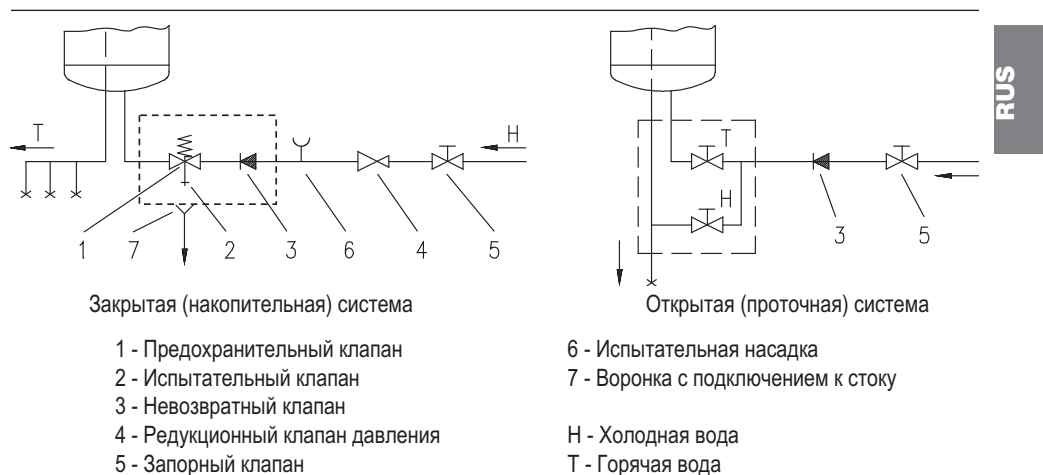 RUS
T
H
1 7 2 3 6 4 5
T
H
3 5
Закрытая (накопительная) система
Открытая (проточная) система
1 - Предохранительный клапан
2 - Испытательный клапан
3 - Невозвратный клапан
4 - Редукционный клапан давления
5 - Запорный клапан
6 - Испытательная насадка
7 - Воронка с подключением к стоку
H - Холодная вода
T - Горячая вода